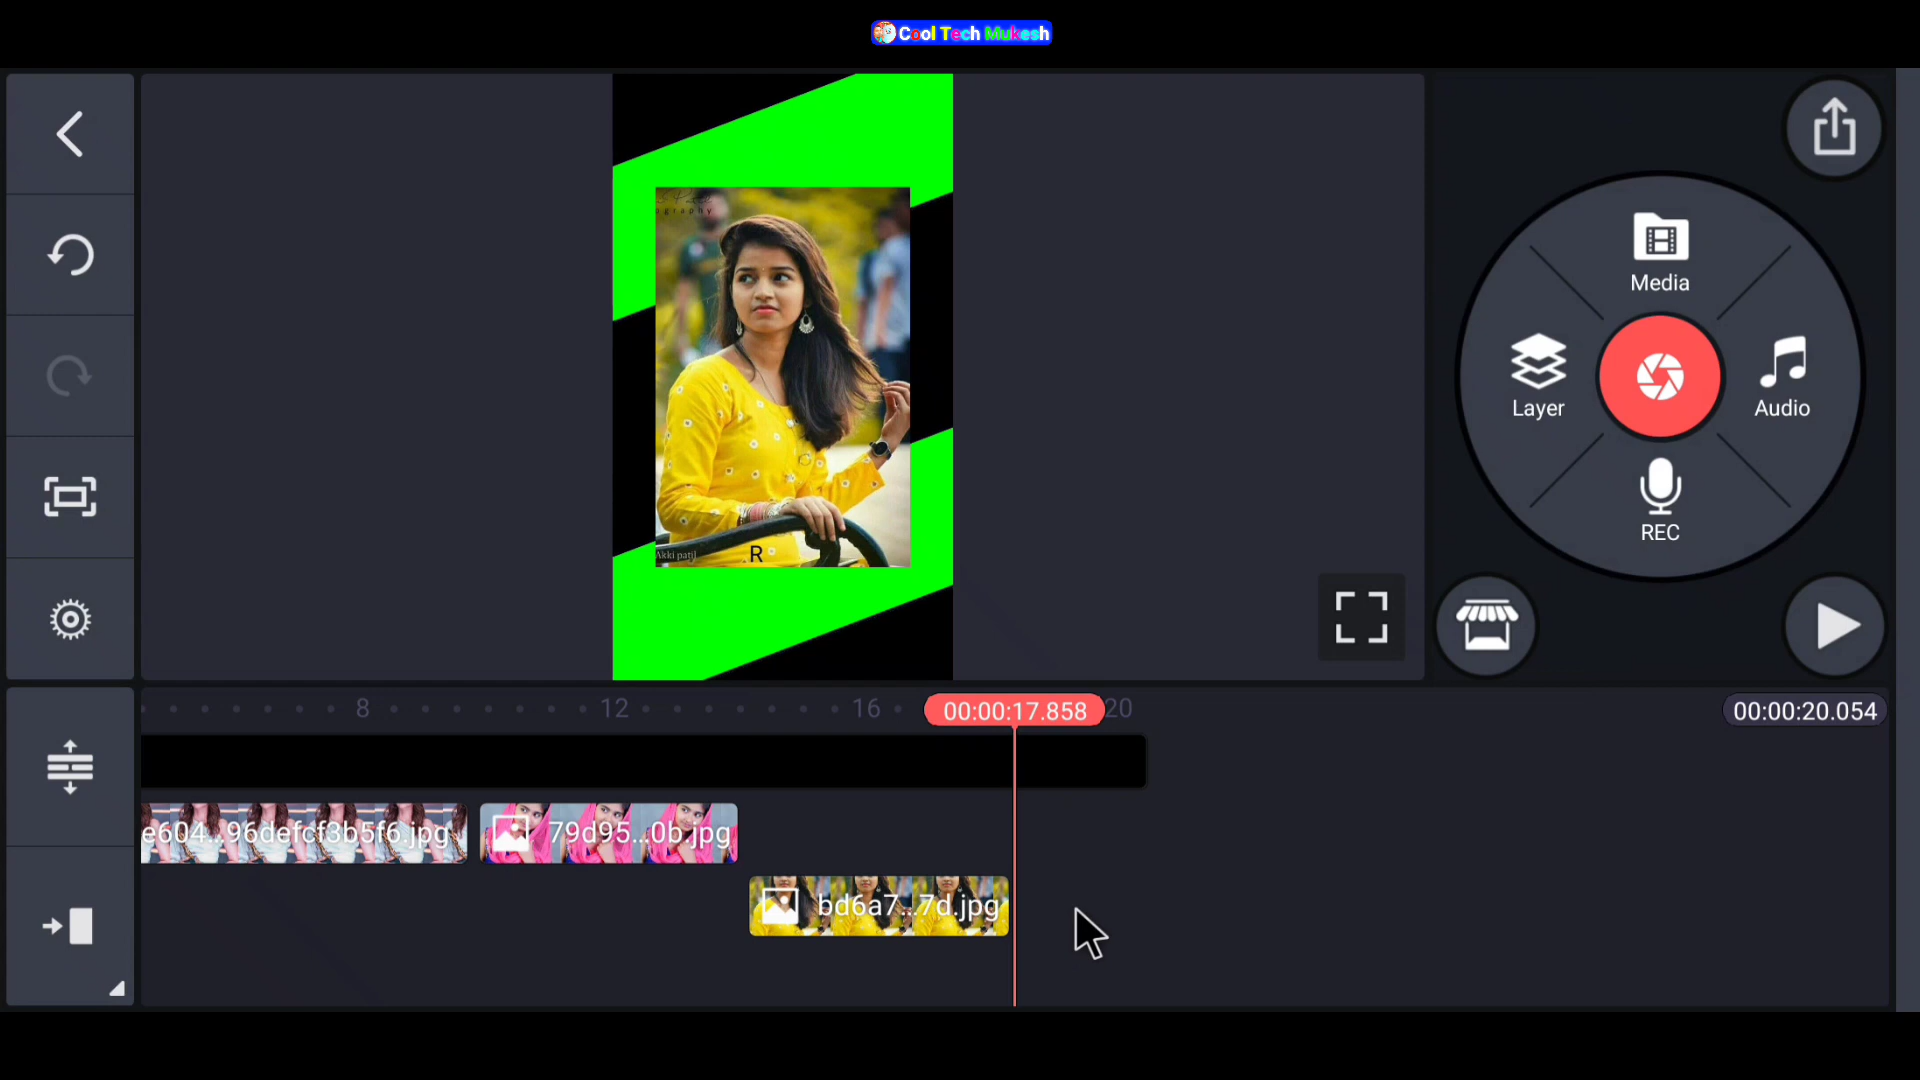 Cool Tech Mukesh
ography
Akki patil
R
Media
Layer
Audio
REC
8
12
16
00:00:17.858
20
00:00:20.054
e604...96defcf3b5f6.jpg
79d95...0b.jpg
bd6a7...7d.jpg